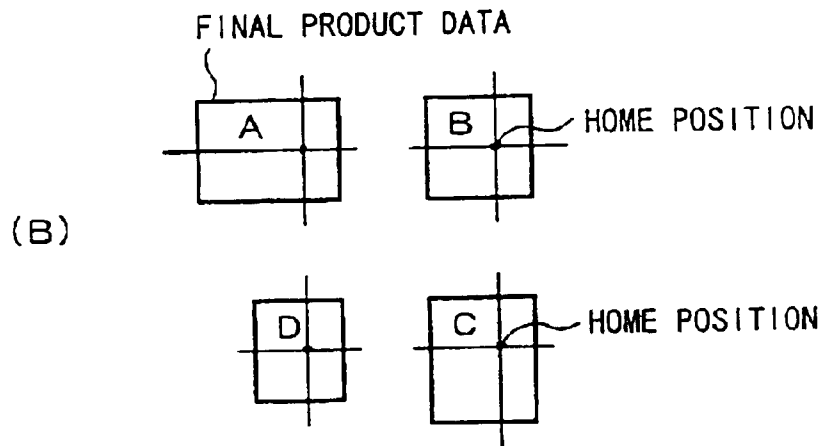 FINAL PRODUCT DATA
A
B
HOME POSITION
(B)
D
C
HOME POSITION